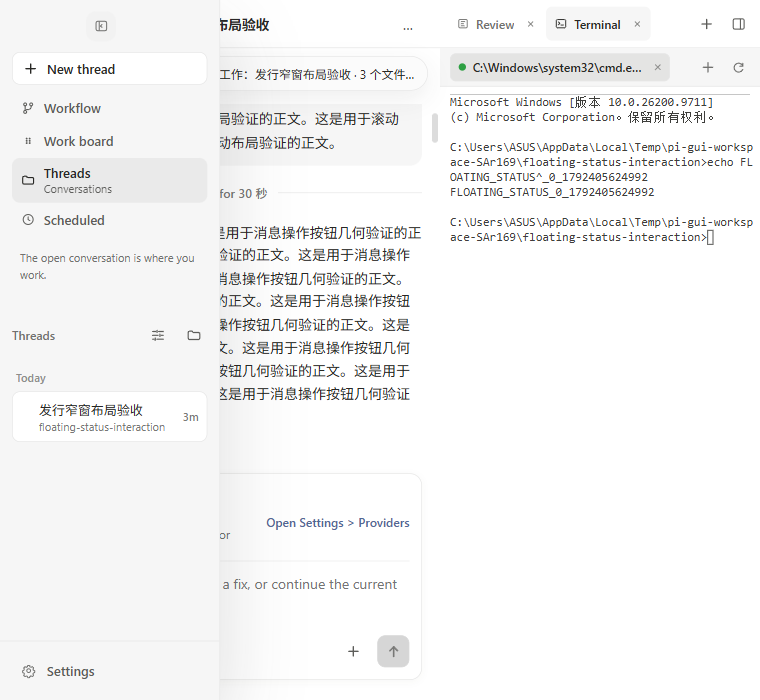 New thread
Workflow
Work board
Threads
Conversations
Scheduled
The open conversation is where you
work.
Threads
Today
发行窄窗布局验收
3m
floating-status-interaction
Settings
布局验收
...
工作：发行窄窗布局验收 · 3 个文件...
局验证的正文。这是用于滚动
动布局验证的正文。
for 30 秒
是用于消息操作按钮几何验证的正
验证的正文。这是用于消息操作
消息操作按钮几何验证的正文。
的正文。这是用于消息操作按钮
操作按钮几何验证的正文。这是
文。这是用于消息操作按钮几何
按钮几何验证的正文。这是用于
这是用于消息操作按钮几何验证
Open Settings > Providers
or
a fix, or continue the current
Review
Terminal
C:\Windows\system32\cmd.e...
Microsoft Windows [版本 10.0.26200.9711]
(c) Microsoft Corporation。保留所有权利。
C:\Users\ASUS\AppData\Local\Temp\pi-gui-worksp
ace-SAr169\floating-status-interaction>echo FL
OATING_STATUS^_0_1792405624992
FLOATING_STATUS_0_1792405624992
C:\Users\ASUS\AppData\Local\Temp\pi-gui-worksp
ace-SAr169\floating-status-interaction>